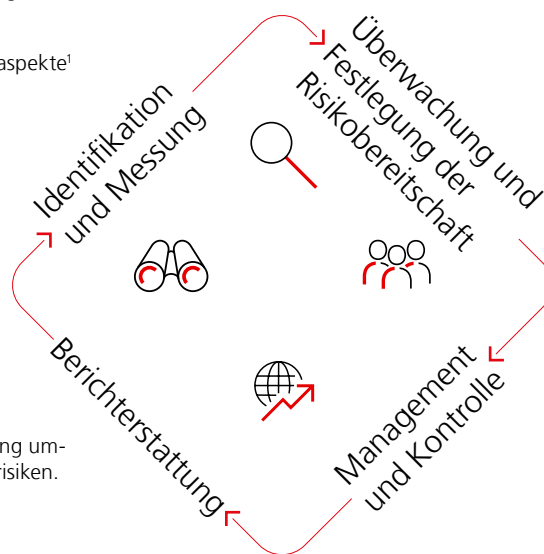 aspekte¹
Identifikation
und Messung
Überwachung und
Festlegung der
Risikobereitschaft
Management
und Kontrolle
Berichterstattung
ng um-
risiken.